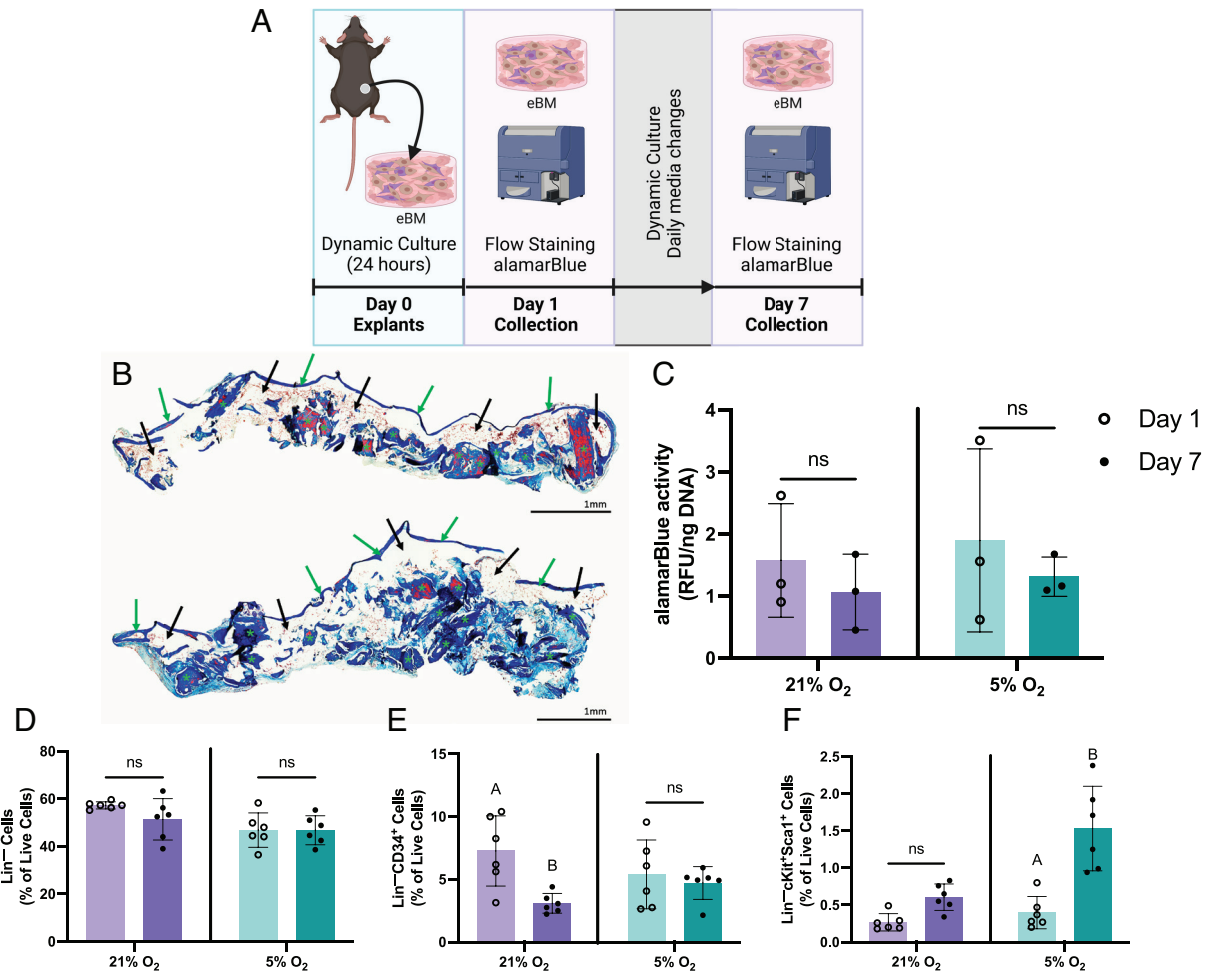 A
eBM
Dynamic Culture
(24 hours)
Day 0
Explants
eBM
Flow Staining
alamarBlue
Day 1
Collection
Dynamic Culture
Daily media changes
eBM
Flow Staining
alamarBlue
Day 7
Collection
B
1mm
1mm
C
alamarBlue activity
(RFU/ng DNA)
4
3
2
1
0
ns
ns
21% O₂
5% O₂
Day 1
Day 7
D
Lin⁻ Cells
(% of Live Cells)
80
60
40
20
0
ns
ns
21% O₂
5% O₂
E
Lin⁻CD34⁺ Cells
(% of Live Cells)
15
10
5
0
A
B
ns
21% O₂
5% O₂
F
Lin⁻cKit⁺Sca1⁺ Cells
(% of Live Cells)
2.5
2.0
1.5
1.0
0.5
0.0
ns
A
B
21% O₂
5% O₂